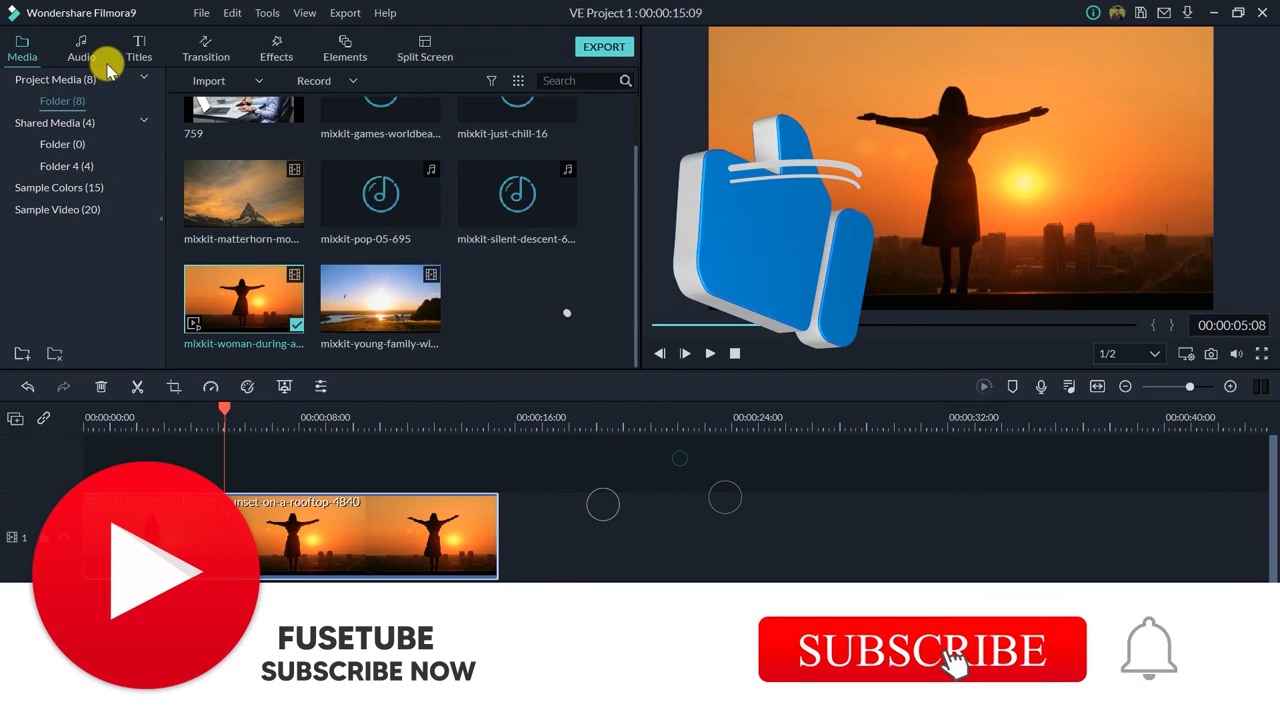 Wondershare Filmora9
File Edit Tools View Export Help
VE Project 1 : 00:00:15:09
Media Audio Titles Transition Effects Elements Split Screen
EXPORT
Project Media (8)
Folder (8)
Shared Media (4)
Folder (0)
Folder 4 (4)
Sample Colors (15)
Sample Video (20)
Import Record Search
759 mixkit-games-worldbea... mixkit-just-chill-16
mixkit-matterhorn-mo... mixkit-pop-05-695 mixkit-silent-descent-6...
mixkit-woman-during-a... mixkit-young-family-wi...
00:00:05:08
1/2
00:00:00:00 00:00:08:00 00:00:16:00 00:00:24:00 00:00:32:00 00:00:40:00
unset-on-a-rooftop-4840
1
FUSETUBE
SUBSCRIBE NOW
SUBSCRIBE